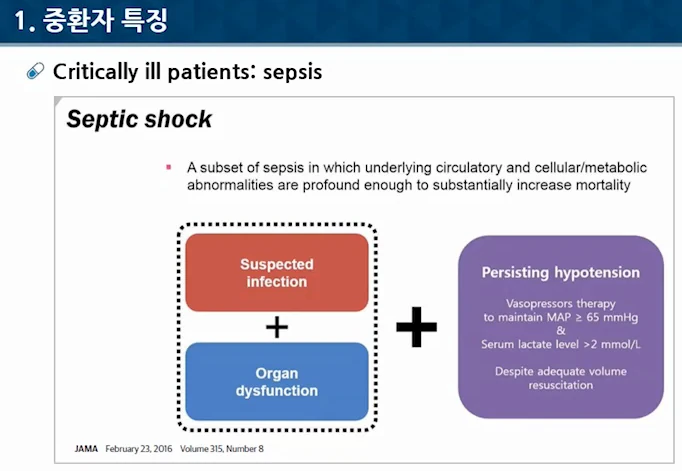 1. 중환자 특징
Critically ill patients: sepsis
Septic shock
A subset of sepsis in which underlying circulatory and cellular/metabolic
abnormalities are profound enough to substantially increase mortality
Suspected
infection
+
Organ
dysfunction
+
Persisting hypotension
Vasopressors therapy
to maintain MAP ≥ 65 mmHg
&
Serum lactate level >2 mmol/L
Despite adequate volume
resuscitation
JAMA February 23, 2016 Volume 315, Number 8